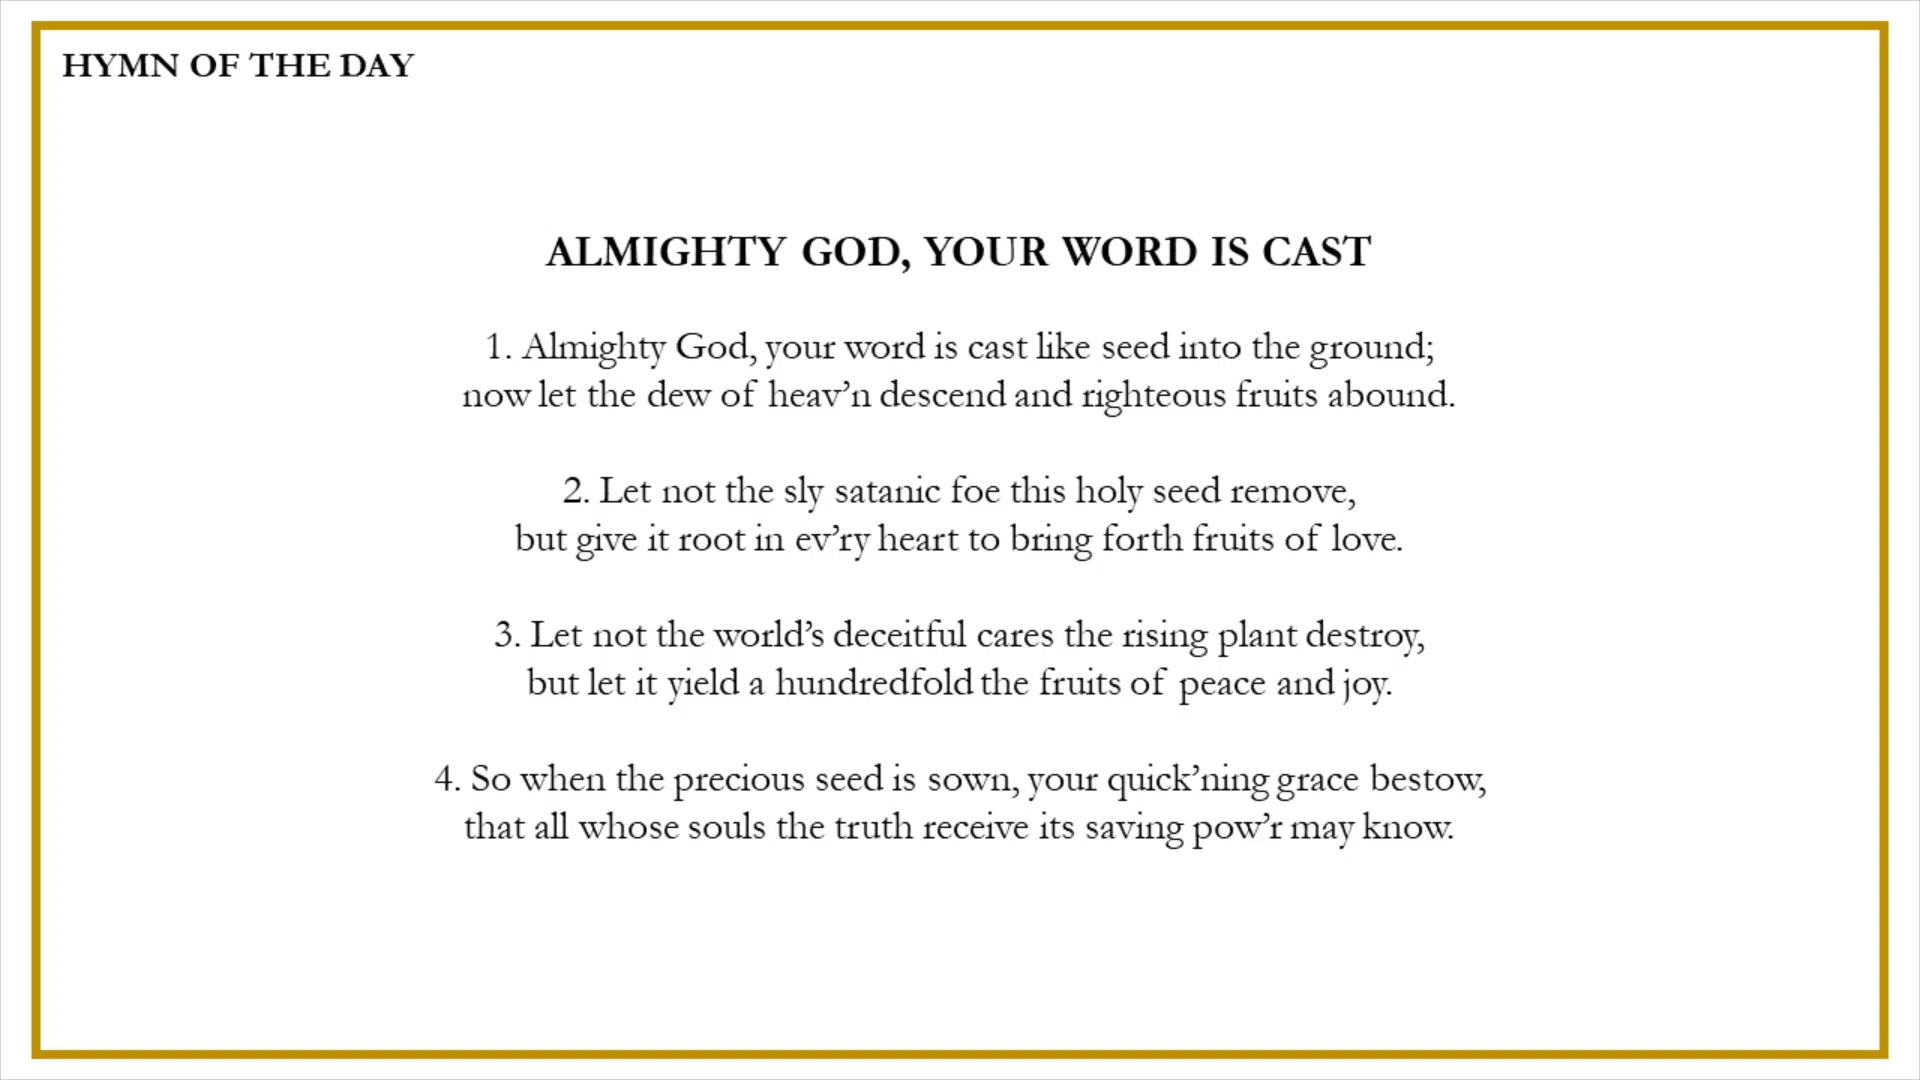 HYMN OF THE DAY
ALMIGHTY GOD, YOUR WORD IS CAST
1. Almighty God, your word is cast like seed into the ground;
now let the dew of heav’n descend and righteous fruits abound.
2. Let not the sly satanic foe this holy seed remove,
but give it root in ev’ry heart to bring forth fruits of love.
3. Let not the world’s deceitful cares the rising plant destroy,
but let it yield a hundredfold the fruits of peace and joy.
4. So when the precious seed is sown, your quick’ning grace bestow,
that all whose souls the truth receive its saving pow’r may know.